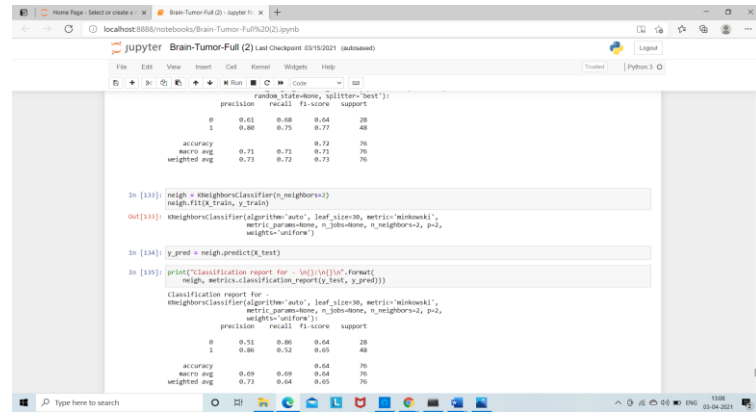 Home Page - Select or create a n
Brain-Tumor-Full (2) - Jupyter N
localhost:8888/notebooks/Brain-Tumor-Full%20(2).ipynb
jupyter Brain-Tumor-Full (2) Last Checkpoint: 03/15/2021 (autosaved)
Logout
File Edit View Insert Cell Kernel Widgets Help
Trusted
Python 3
Run
Code
random_state=None, splitter='best'):
precision recall f1-score support
0 0.61 0.68 0.64 28
1 0.80 0.75 0.77 48
accuracy 0.72 76
macro avg 0.71 0.71 0.71 76
weighted avg 0.73 0.72 0.73 76
In [133]: neigh = KNeighborsClassifier(n_neighbors=2)
neigh.fit(X_train, y_train)
Out[133]: KNeighborsClassifier(algorithm='auto', leaf_size=30, metric='minkowski',
metric_params=None, n_jobs=None, n_neighbors=2, p=2,
weights='uniform')
In [134]: y_pred = neigh.predict(X_test)
In [135]: print("Classification report for - \n{}:\n{}\n".format(
neigh, metrics.classification_report(y_test, y_pred)))
Classification report for -
KNeighborsClassifier(algorithm='auto', leaf_size=30, metric='minkowski',
metric_params=None, n_jobs=None, n_neighbors=2, p=2,
weights='uniform'):
precision recall f1-score support
0 0.51 0.86 0.64 28
1 0.86 0.52 0.65 48
accuracy 0.64 76
macro avg 0.69 0.69 0.64 76
weighted avg 0.73 0.64 0.65 76
Type here to search
ENG
13:08
03-04-2021